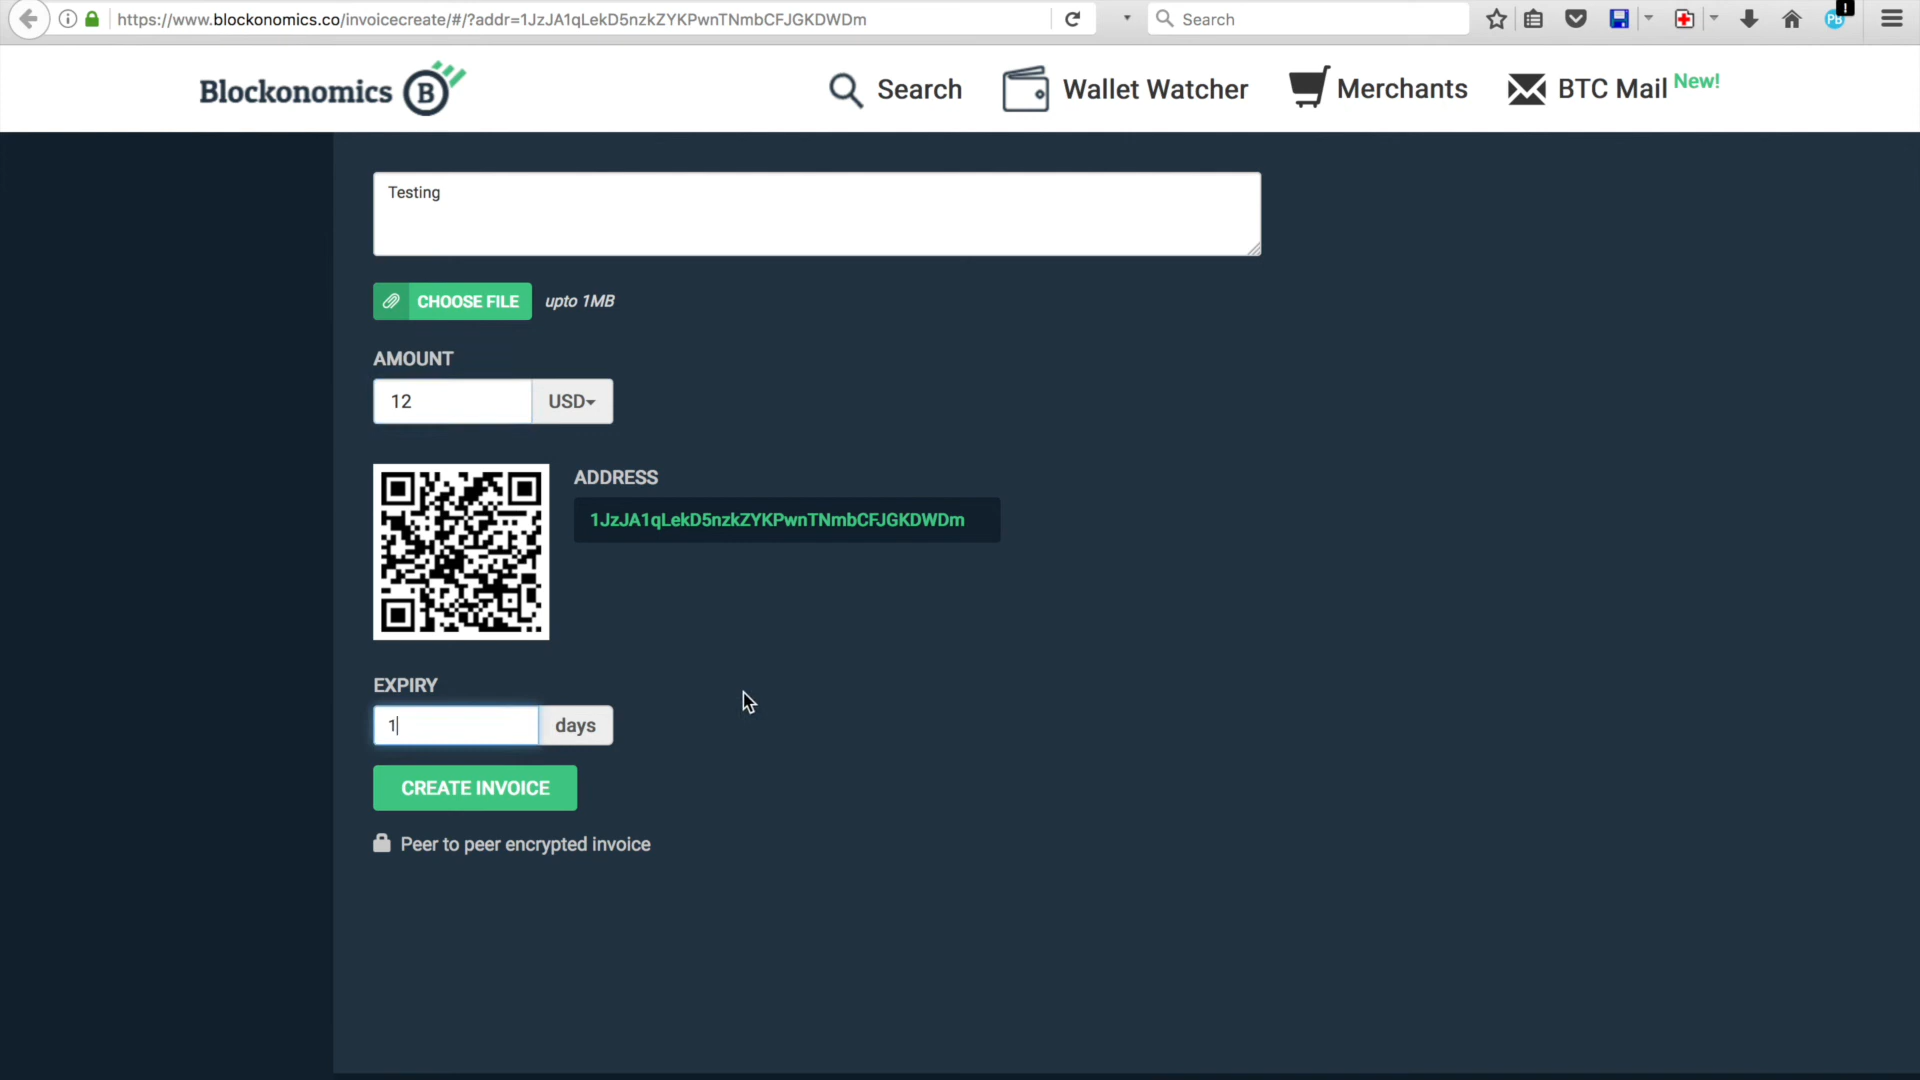 https://www.blockonomics.co/invoicecreate/#/?addr=1JzJA1qLekD5nzkZYKPwnTNmbCFJGKDWDm
Search
PB
!
Blockonomics B
Search
Wallet Watcher
Merchants
BTC Mail New!
Testing
CHOOSE FILE upto 1MB
AMOUNT
12 USD
ADDRESS
1JzJA1qLekD5nzkZYKPwnTNmbCFJGKDWDm
EXPIRY
1 days
CREATE INVOICE
Peer to peer encrypted invoice